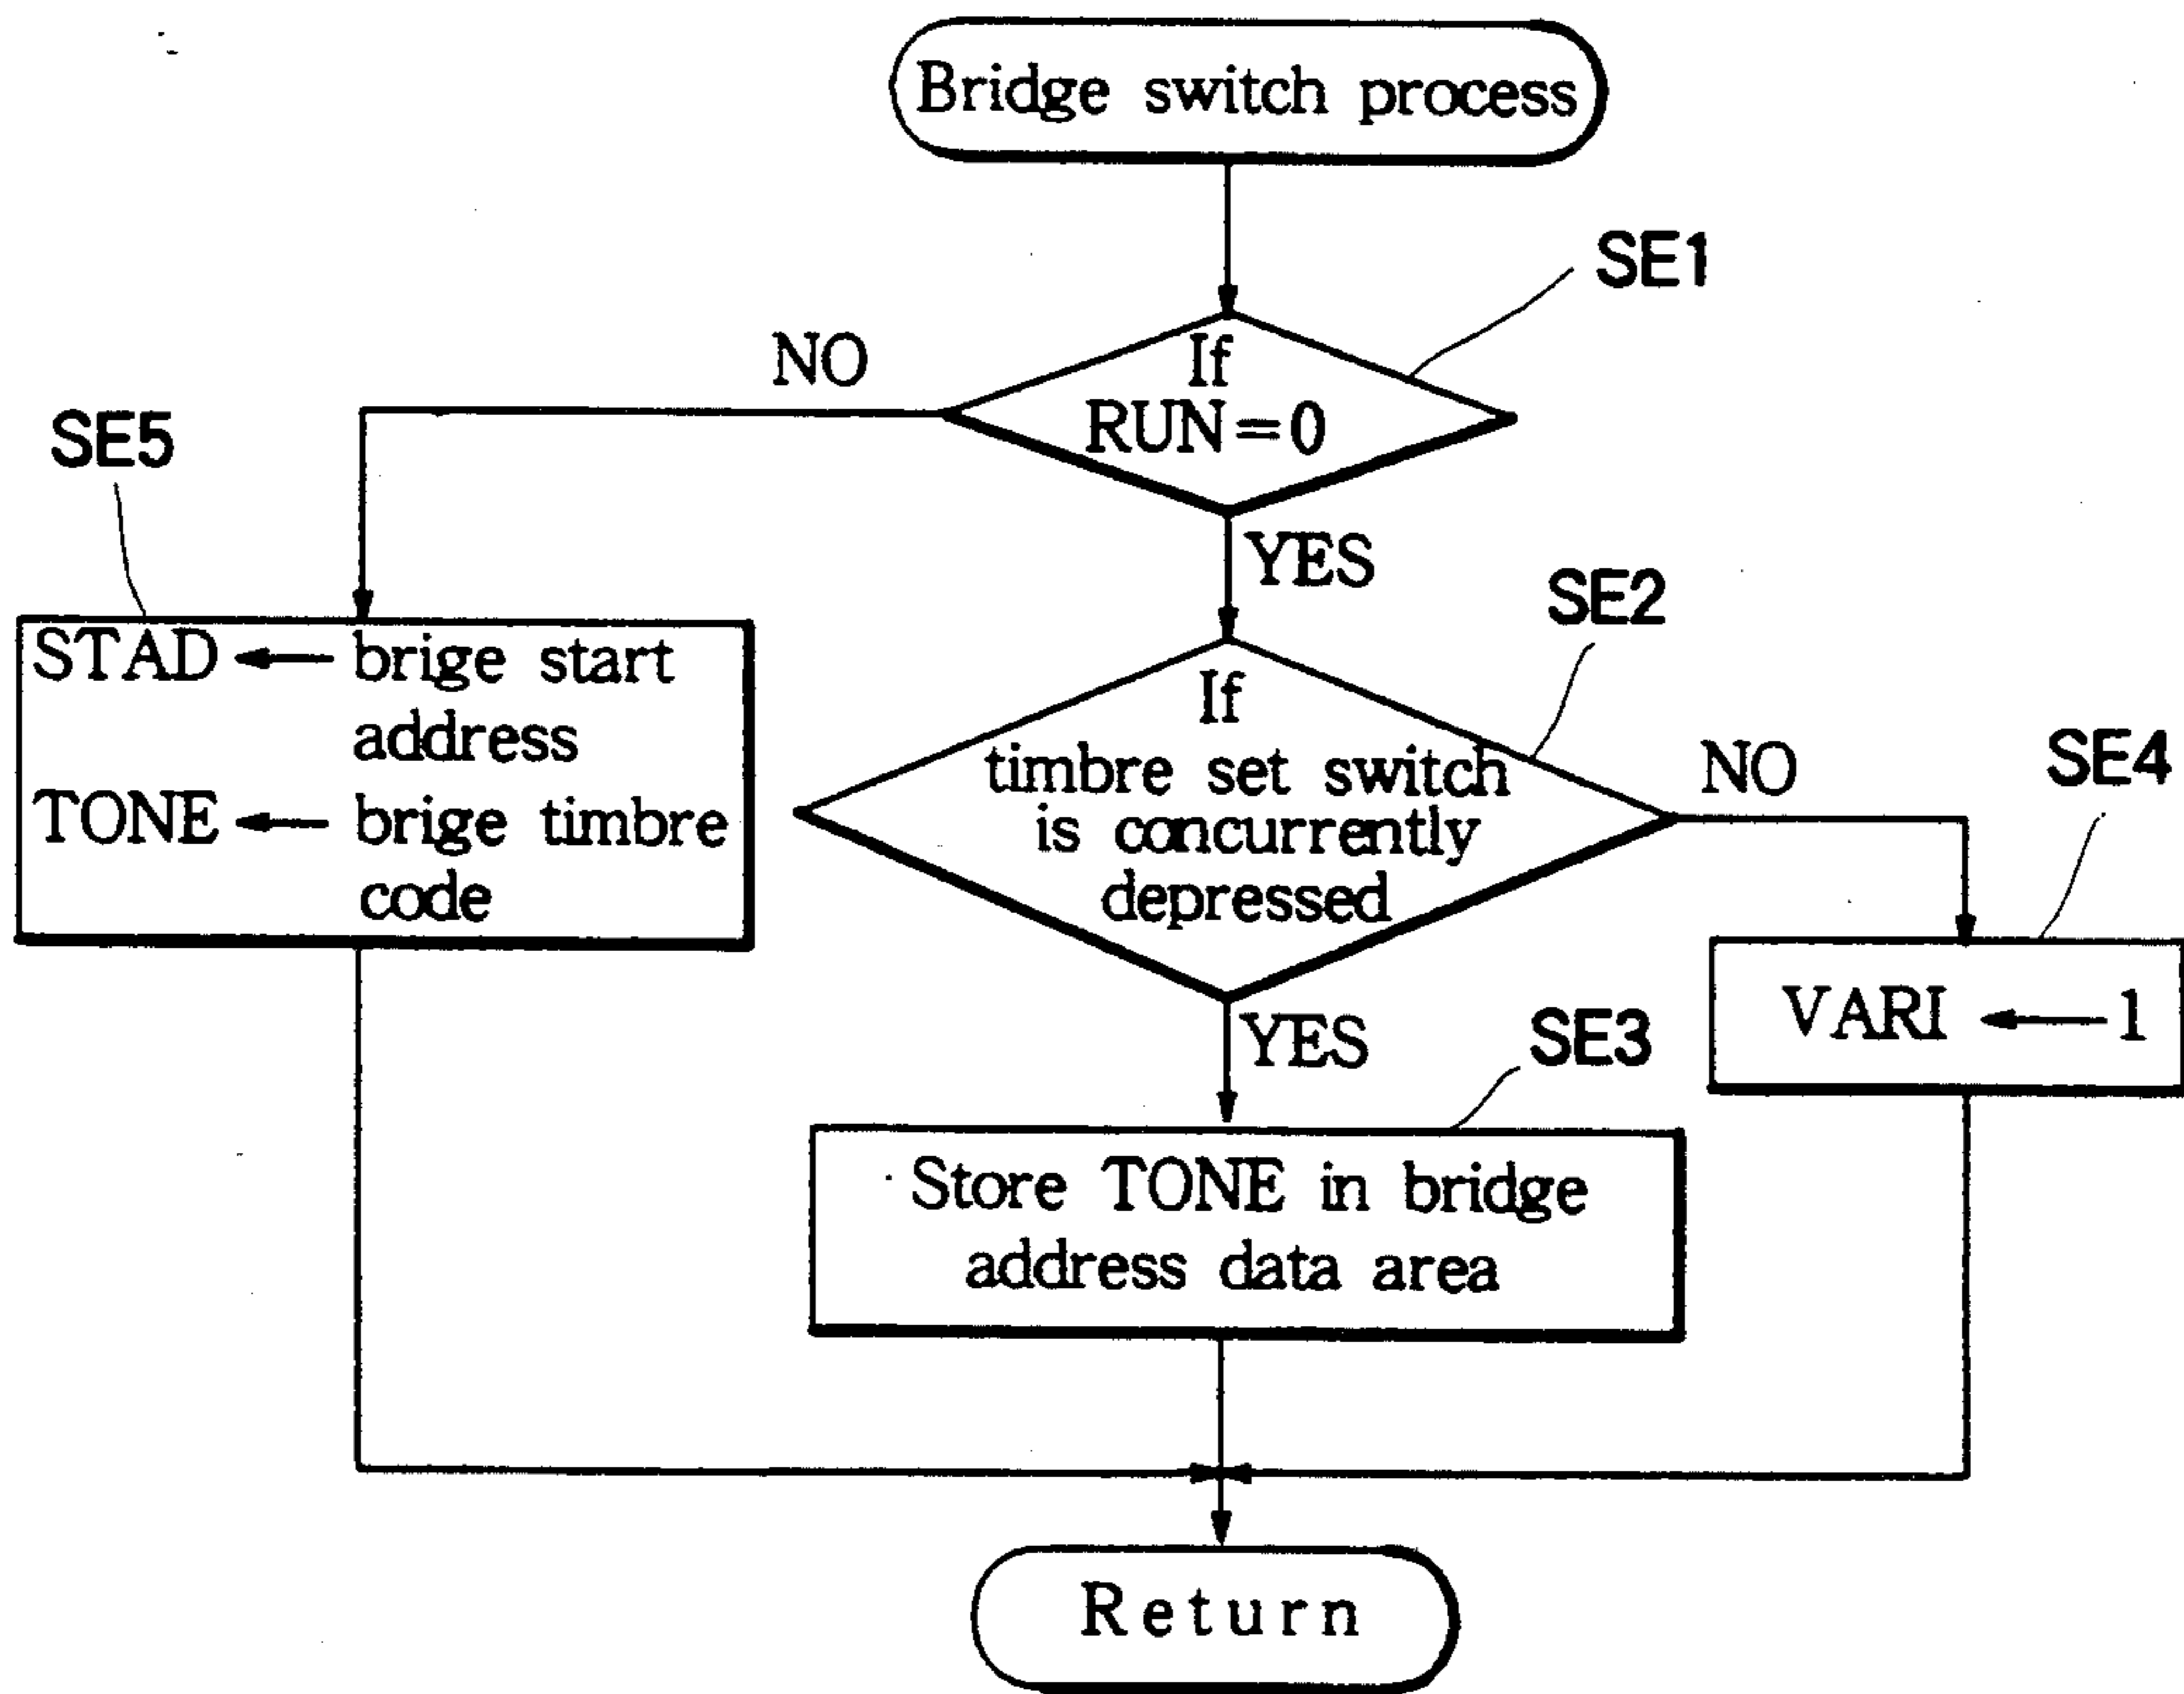 Bridge switch process
SE1
If
RUN=0
NO
YES
SE5
STAD ← brige start
address
TONE ← brige timbre
code
SE2
If
timbre set switch
is concurrently
depressed
NO
YES
SE4
VARI ← 1
SE3
Store TONE in bridge
address data area
Return